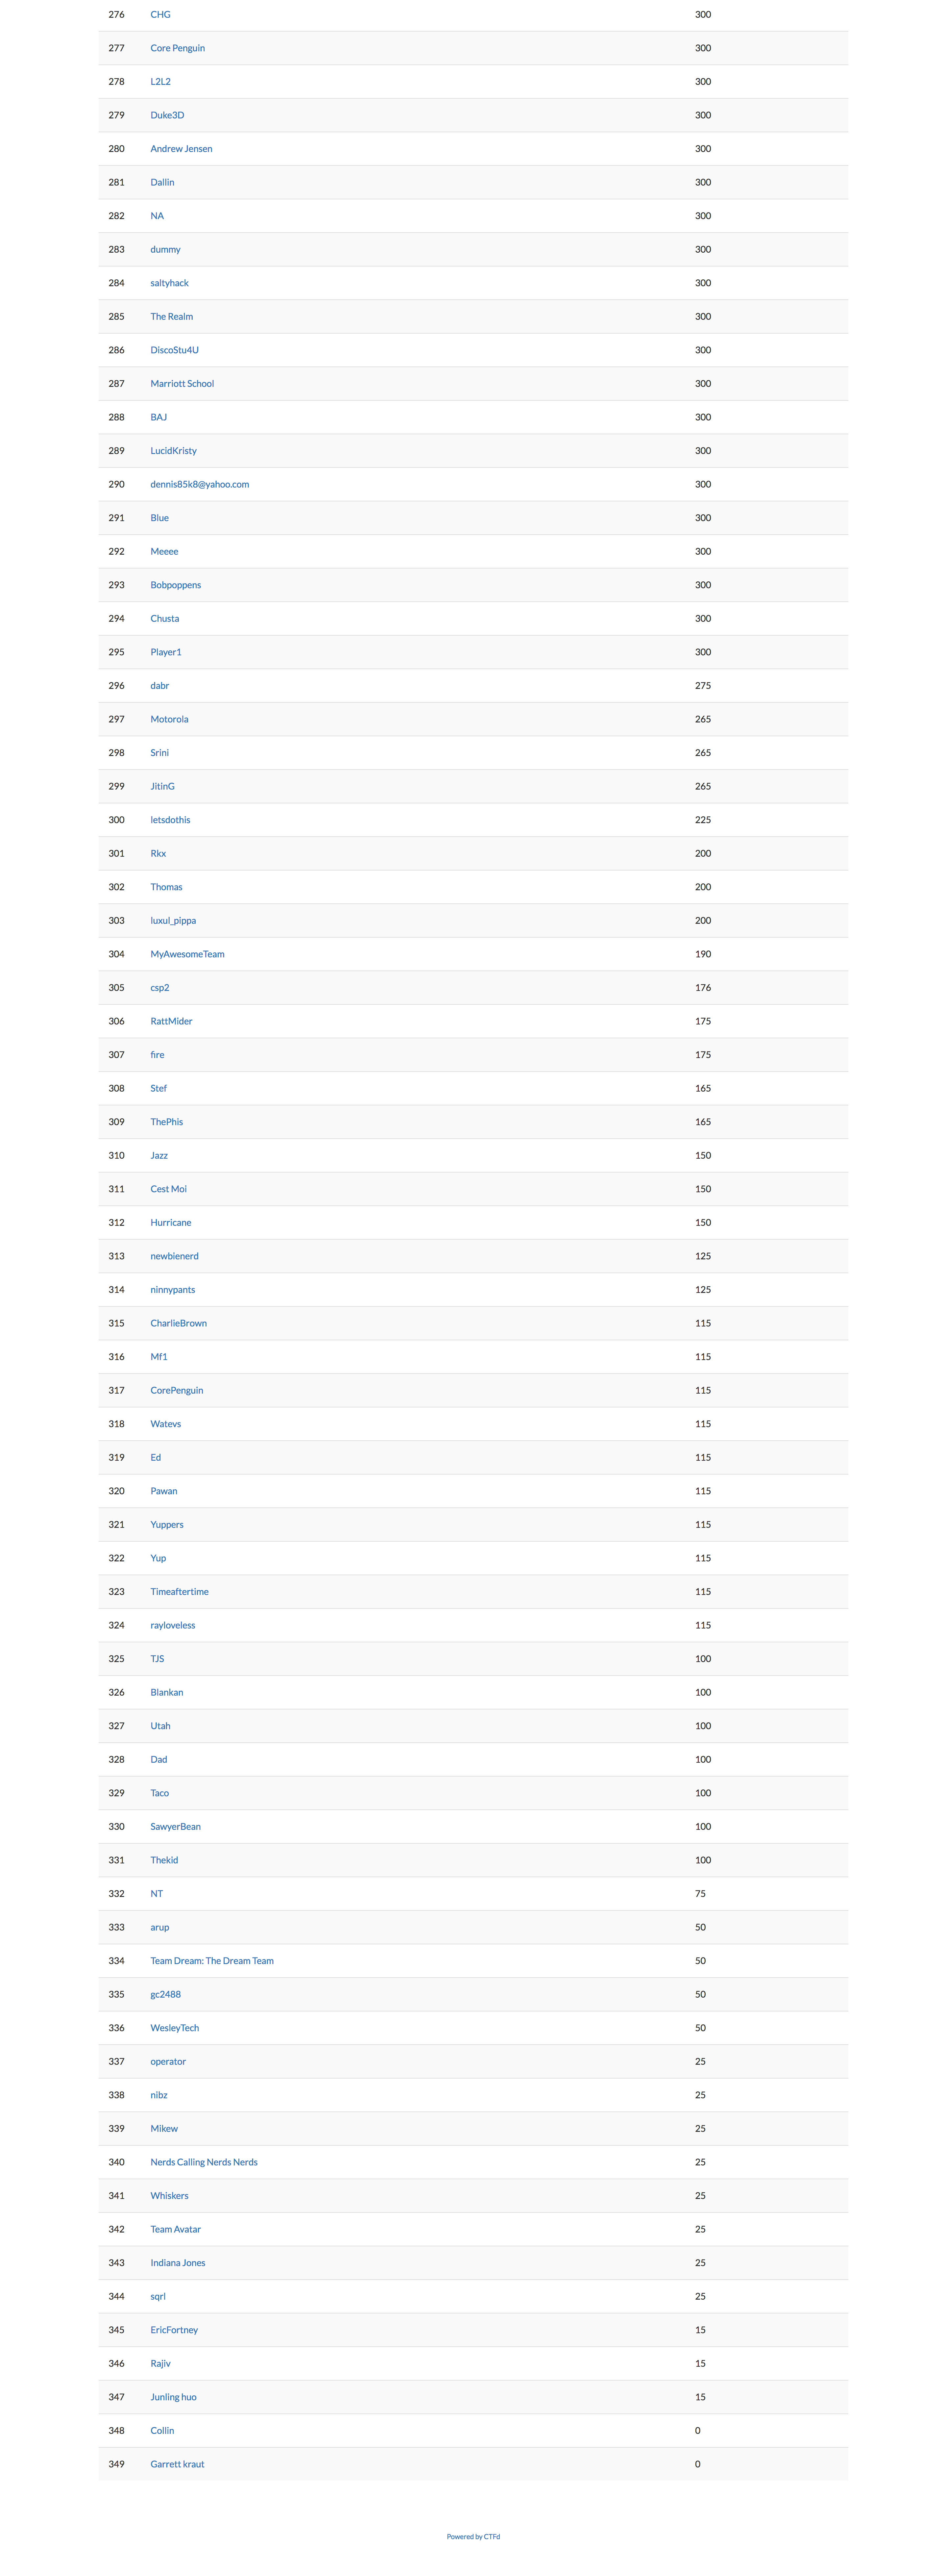 276 CHG 300
277 Core Penguin 300
278 L2L2 300
279 Duke3D 300
280 Andrew Jensen 300
281 Dallin 300
282 NA 300
283 dummy 300
284 saltyhack 300
285 The Realm 300
286 DiscoStu4U 300
287 Marriott School 300
288 BAJ 300
289 LucidKristy 300
290 dennis85k8@yahoo.com 300
291 Blue 300
292 Meeee 300
293 Bobpoppens 300
294 Chusta 300
295 Player1 300
296 dabr 275
297 Motorola 265
298 Srini 265
299 JitinG 265
300 letsdothis 225
301 Rkx 200
302 Thomas 200
303 luxul_pippa 200
304 MyAwesomeTeam 190
305 csp2 176
306 RattMider 175
307 fire 175
308 Stef 165
309 ThePhis 165
310 Jazz 150
311 Cest Moi 150
312 Hurricane 150
313 newbienerd 125
314 ninnypants 125
315 CharlieBrown 115
316 Mf1 115
317 CorePenguin 115
318 Watevs 115
319 Ed 115
320 Pawan 115
321 Yuppers 115
322 Yup 115
323 Timeaftertime 115
324 rayloveless 115
325 TJS 100
326 Blankan 100
327 Utah 100
328 Dad 100
329 Taco 100
330 SawyerBean 100
331 Thekid 100
332 NT 75
333 arup 50
334 Team Dream: The Dream Team 50
335 gc2488 50
336 WesleyTech 50
337 operator 25
338 nibz 25
339 Mikew 25
340 Nerds Calling Nerds Nerds 25
341 Whiskers 25
342 Team Avatar 25
343 Indiana Jones 25
344 sqrl 25
345 EricFortney 15
346 Rajiv 15
347 Junling huo 15
348 Collin 0
349 Garrett kraut 0
Powered by CTFd